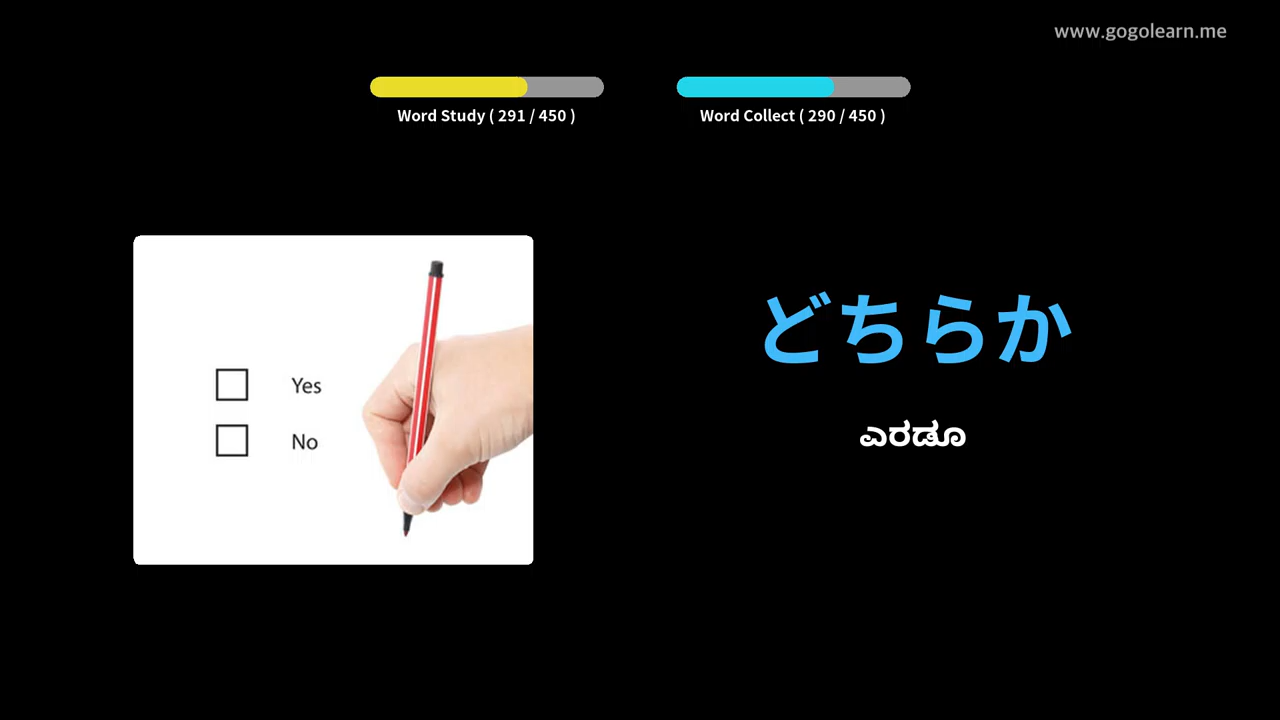 www.gogolearn.me
Word Study ( 291 / 450 )
Word Collect ( 290 / 450 )
Yes
No
どちらか
ಎರಡೂ